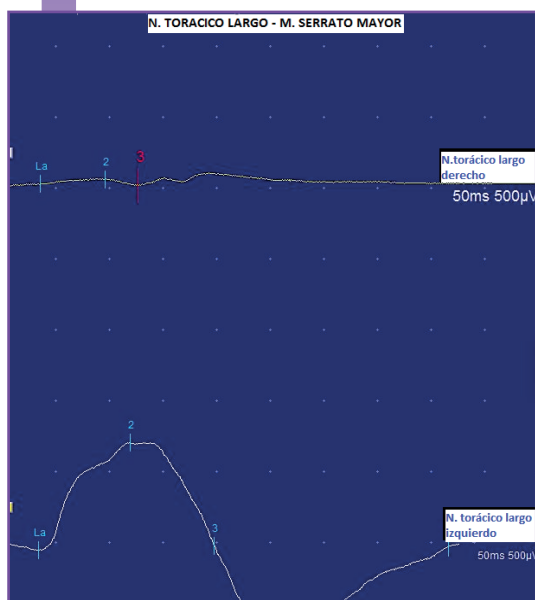 N. TORACICO LARGO - M. SERRATO MAYOR
La
2
3
N.torácico largo
derecho
50ms 500µV
2
La
3
N. torácico largo
izquierdo
50ms 500µV